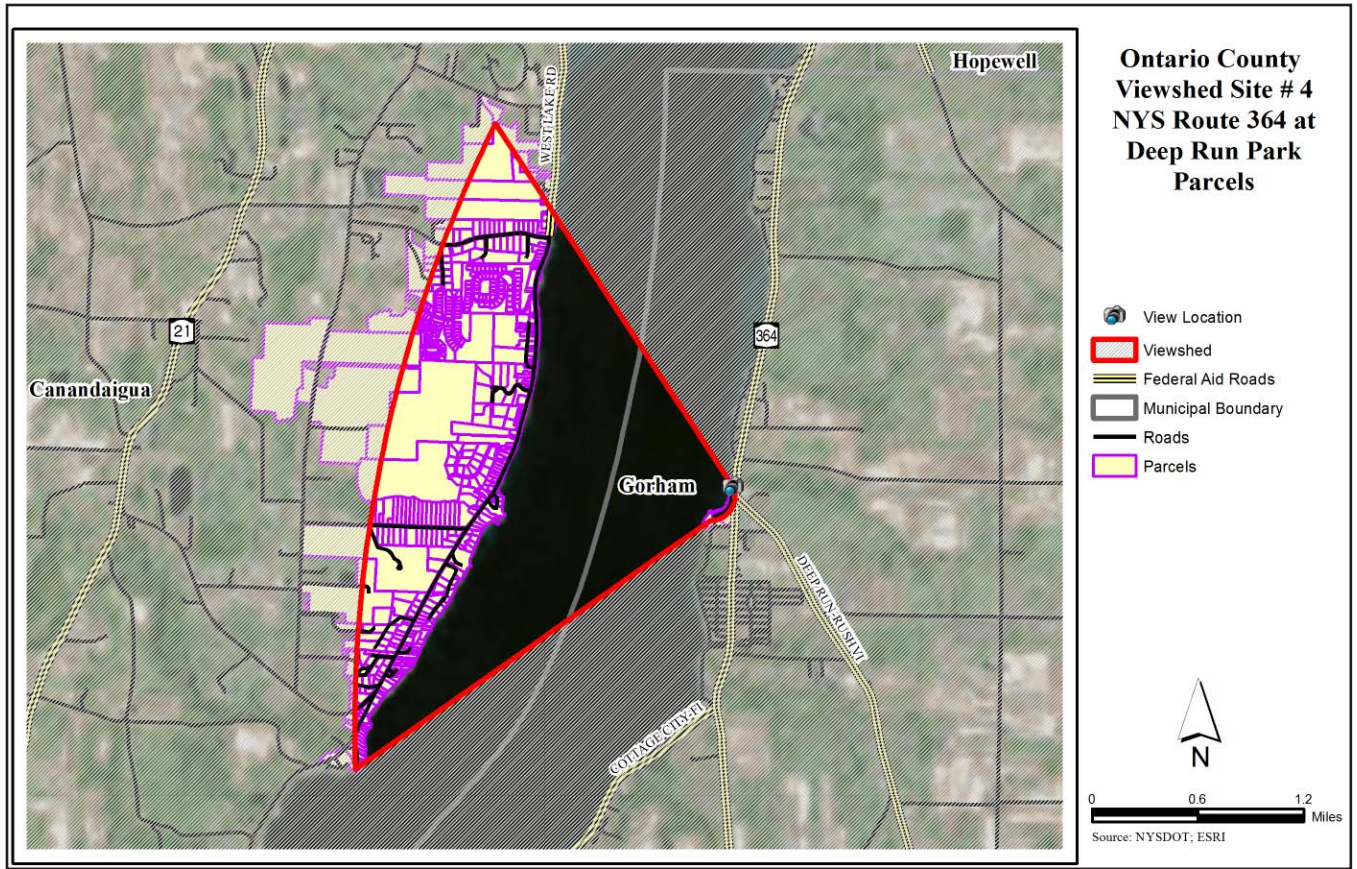 Ontario County
Viewshed Site # 4
NYS Route 364 at
Deep Run Park
Parcels
Hopewell
WEST LAKE RD
364
21
Canandaigua
Gorham
DEEP RUN-RUSHVI
COTTAGE CITY-FI
View Location
Viewshed
Federal Aid Roads
Municipal Boundary
Roads
Parcels
N
0 0.6 1.2
Miles
Source: NYSDOT; ESRI